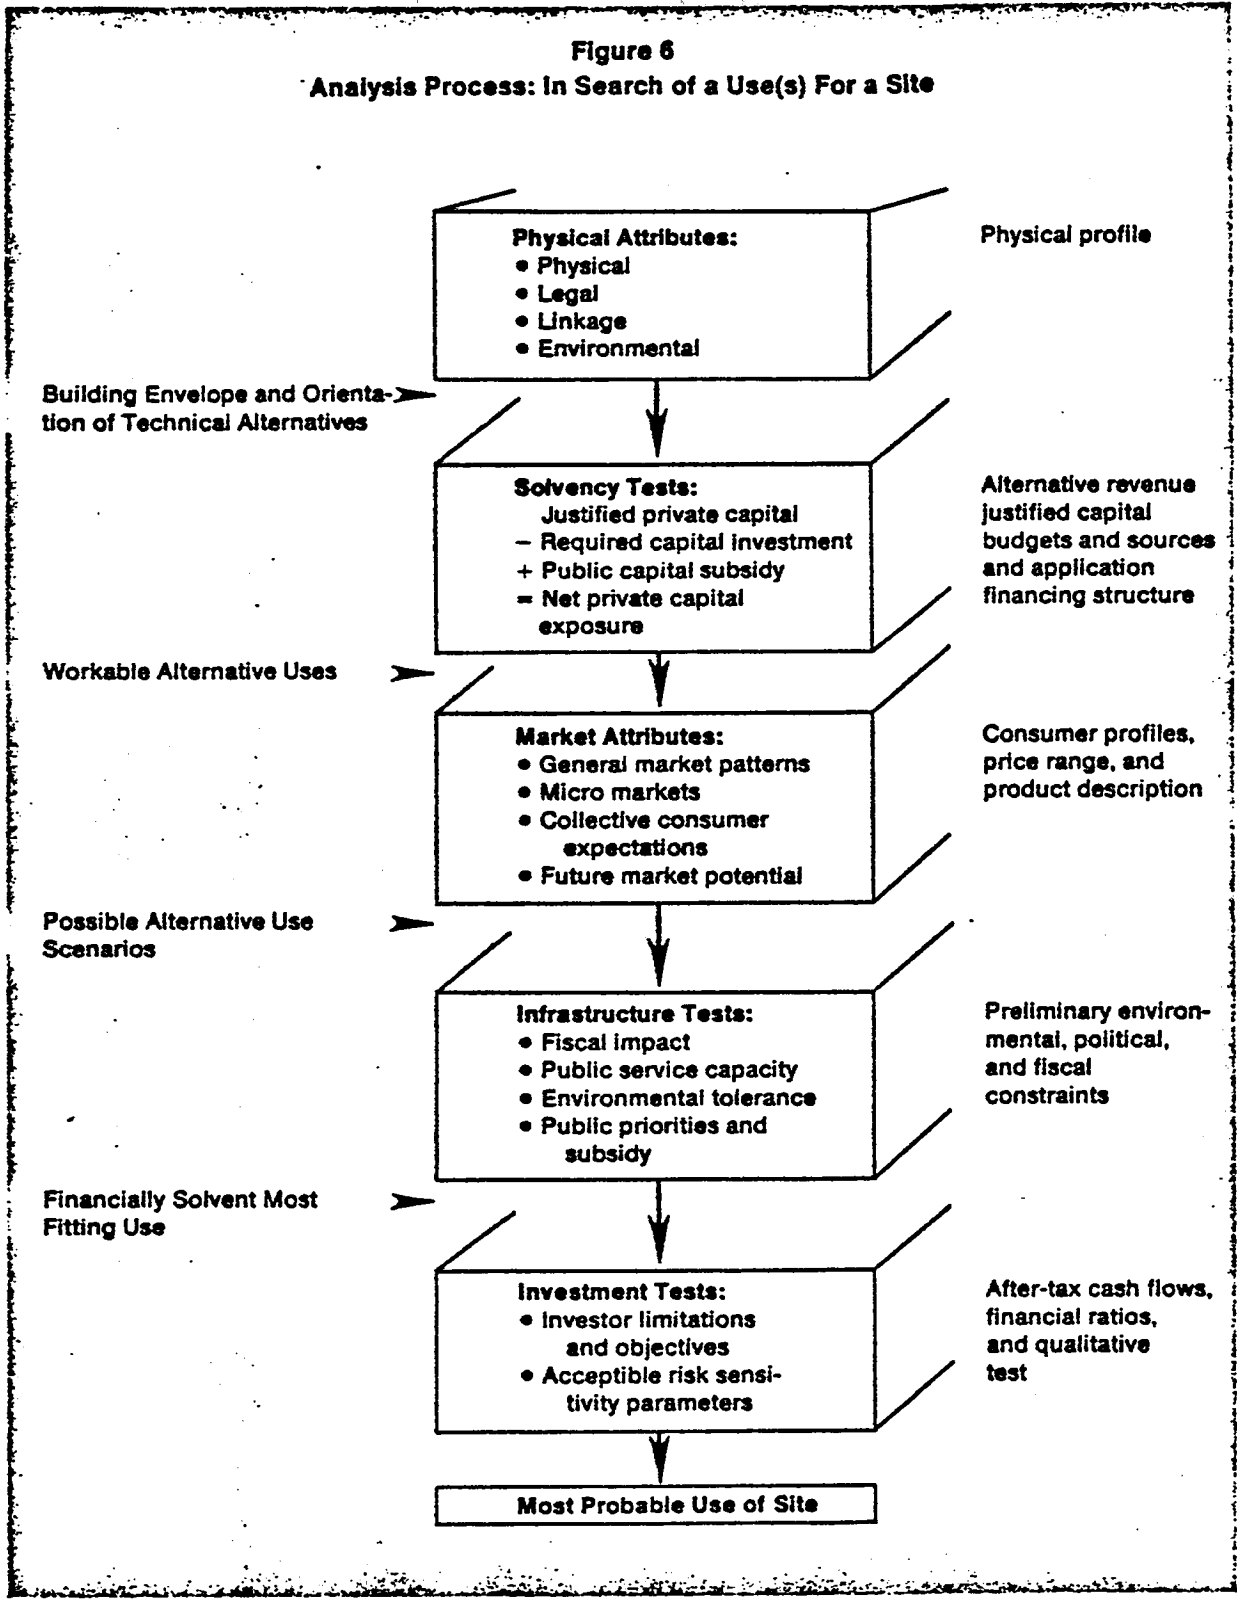 Figure 6
Analysis Process: In Search of a Use(s) For a Site
Physical Attributes:
• Physical
• Legal
• Linkage
• Environmental
Physical profile
Building Envelope and Orienta-
tion of Technical Alternatives
Solvency Tests:
Justified private capital
– Required capital investment
+ Public capital subsidy
= Net private capital
exposure
Alternative revenue
justified capital
budgets and sources
and application
financing structure
Workable Alternative Uses
Market Attributes:
• General market patterns
• Micro markets
• Collective consumer
expectations
• Future market potential
Consumer profiles,
price range, and
product description
Possible Alternative Use
Scenarios
Infrastructure Tests:
• Fiscal impact
• Public service capacity
• Environmental tolerance
• Public priorities and
subsidy
Preliminary environ-
mental, political,
and fiscal
constraints
Financially Solvent Most
Fitting Use
Investment Tests:
• Investor limitations
and objectives
• Acceptible risk sensi-
tivity parameters
After-tax cash flows,
financial ratios,
and qualitative
test
Most Probable Use of Site